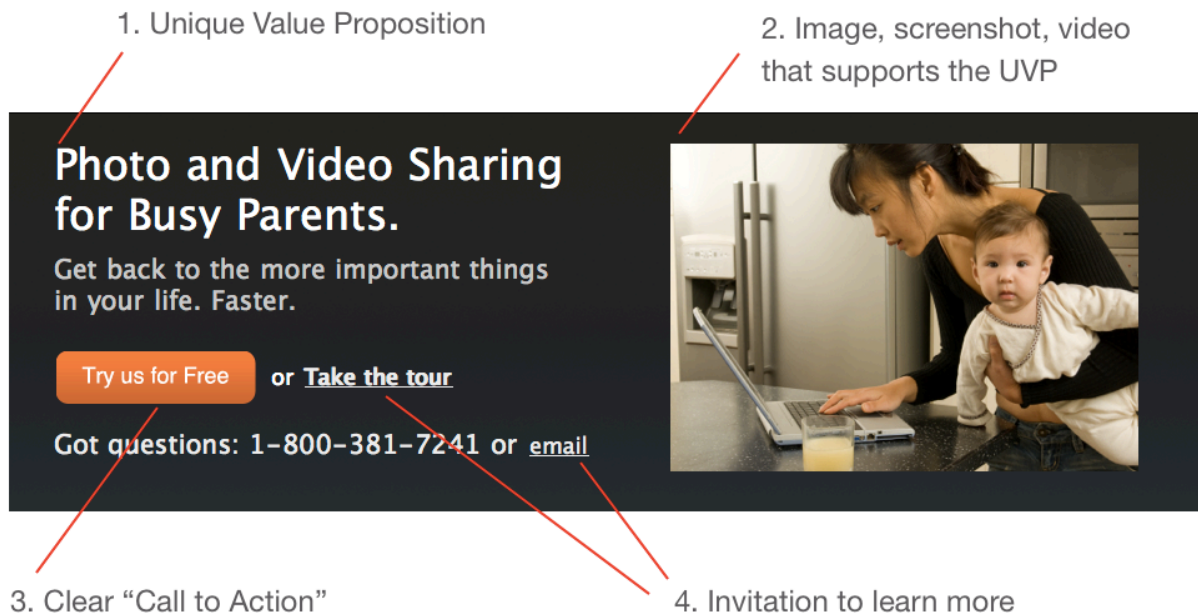 1. Unique Value Proposition
2. Image, screenshot, video
that supports the UVP
Photo and Video Sharing
for Busy Parents.
Get back to the more important things
in your life. Faster.
Try us for Free or Take the tour
Got questions: 1-800-381-7241 or email
3. Clear “Call to Action”
4. Invitation to learn more